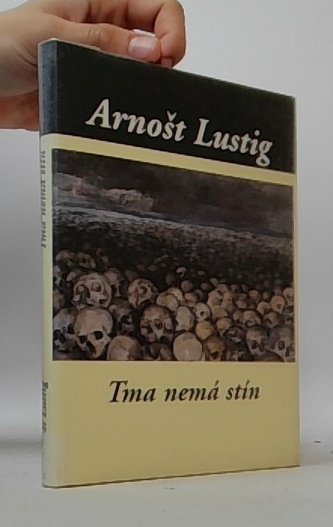 Arnošt Lustig
Tma nemá stín